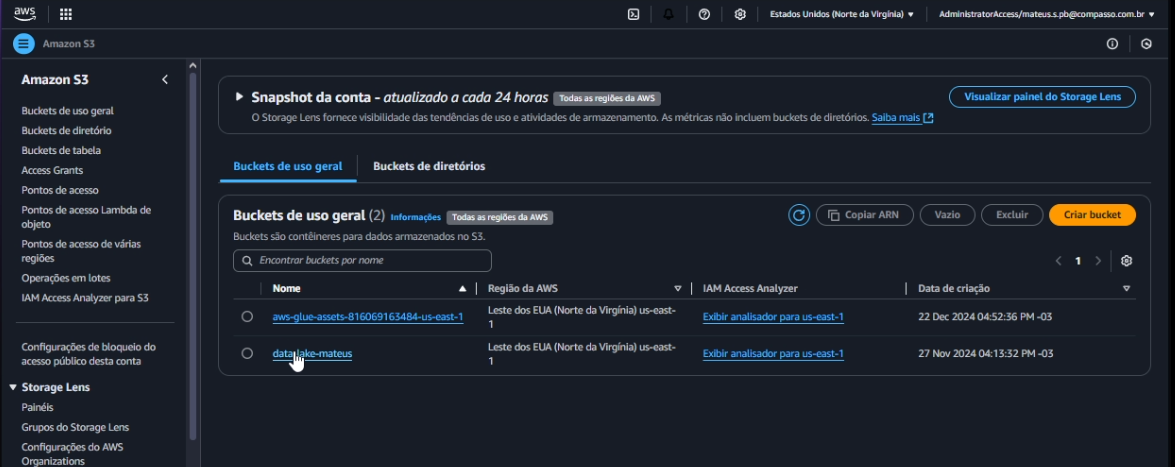 aws
Estados Unidos (Norte da Virgínia) ▼
AdministratorAccess/mateus.s.pb@compasso.com.br ▼
Amazon S3
Amazon S3
Buckets de uso geral
Buckets de diretório
Buckets de tabela
Access Grants
Pontos de acesso
Pontos de acesso Lambda de
objeto
Pontos de acesso de várias
regiões
Operações em lotes
IAM Access Analyzer para S3
Configurações de bloqueio do
acesso público desta conta
▼ Storage Lens
Painéis
Grupos do Storage Lens
Configurações do AWS
Organizations
Snapshot da conta - atualizado a cada 24 horas Todas as regiões da AWS
Visualizar painel do Storage Lens
O Storage Lens fornece visibilidade das tendências de uso e atividades de armazenamento. As métricas não incluem buckets de diretórios. Saiba mais
Buckets de uso geral
Buckets de diretórios
Buckets de uso geral (2) Informações Todas as regiões da AWS
Copiar ARN
Vazio
Excluir
Criar bucket
Buckets são contêineres para dados armazenados no S3.
Encontrar buckets por nome
1
Nome
Região da AWS
IAM Access Analyzer
Data de criação
aws-glue-assets-816069163484-us-east-1
Leste dos EUA (Norte da Virgínia) us-east-
1
Exibir analisador para us-east-1
22 Dec 2024 04:52:36 PM -03
data-lake-mateus
Leste dos EUA (Norte da Virgínia) us-east-
1
Exibir analisador para us-east-1
27 Nov 2024 04:13:32 PM -03